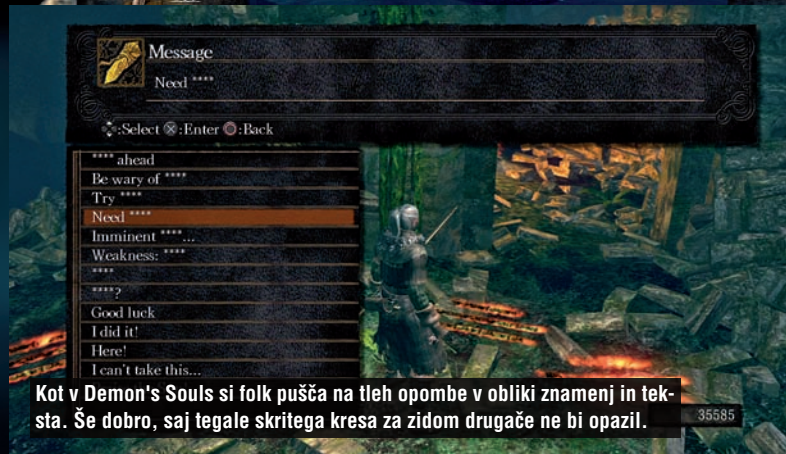 Message
Need ****
:Select :Enter :Back
**** ahead
Be wary of ****
Try ****
Need ****
Imminent ****...
Weakness: ****
****
****?
Good luck
I did it!
Here!
I can't take this...
Kot v Demon's Souls si folk pušča na tleh opombe v obliki znamenj in tek-
sta. Še dobro, saj tegale skritega kresa za zidom drugače ne bi opazil.
35585